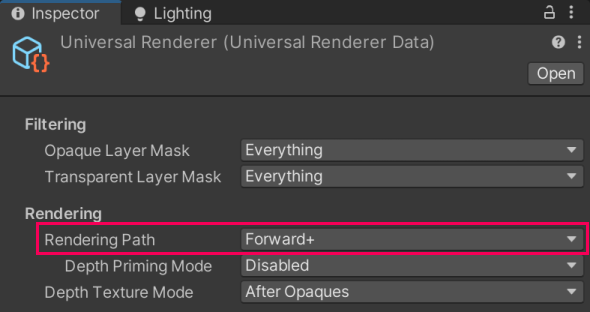 Inspector Lighting
Universal Renderer (Universal Renderer Data)
Open
Filtering
Opaque Layer Mask Everything
Transparent Layer Mask Everything
Rendering
Rendering Path Forward+
Depth Priming Mode Disabled
Depth Texture Mode After Opaques